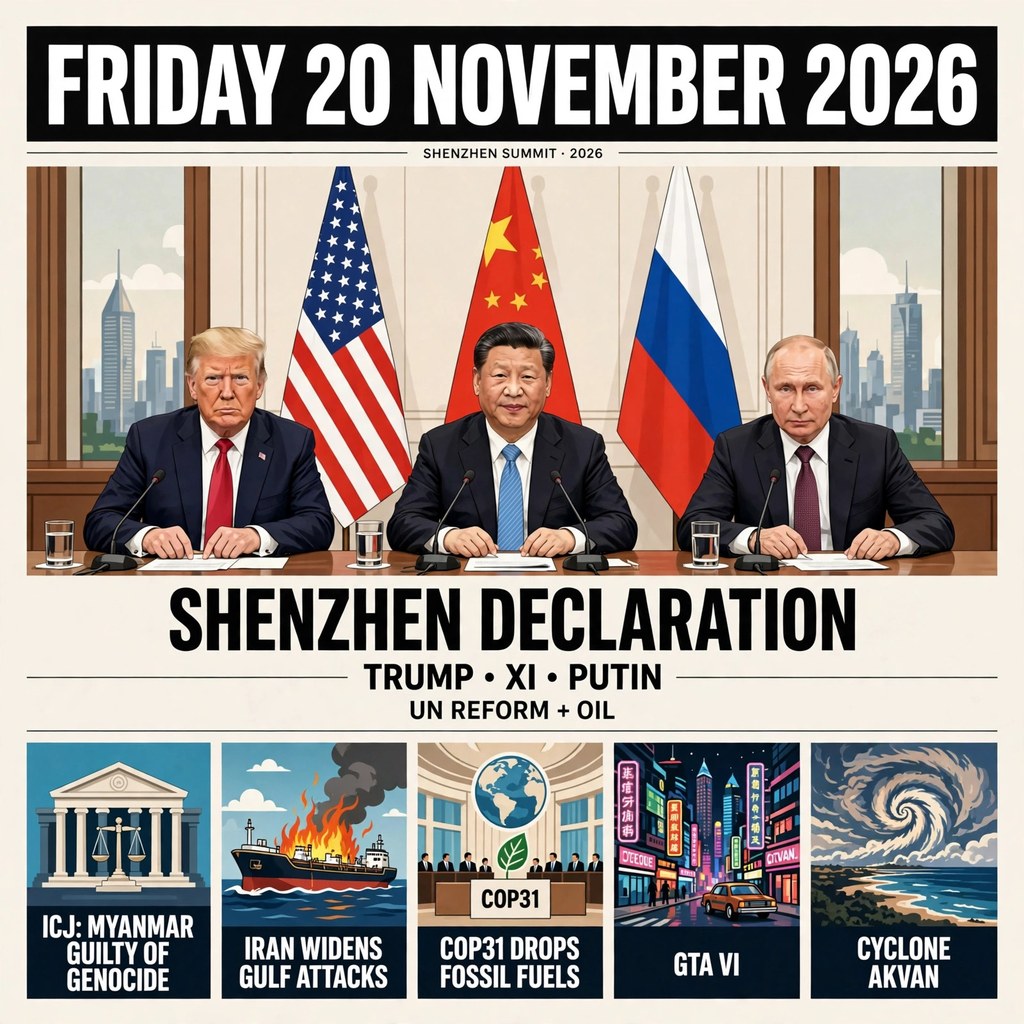 FRIDAY 20 NOVEMBER 2026
SHENZHEN SUMMIT · 2026
SHENZHEN DECLARATION
TRUMP • XI • PUTIN
UN REFORM + OIL
COP31
ICJ: MYANMAR
GUILTY OF
GENOCIDE
IRAN WIDENS
GULF ATTACKS
COP31 DROPS
FOSSIL FUELS
GTA VI
CYCLONE
AKVAN